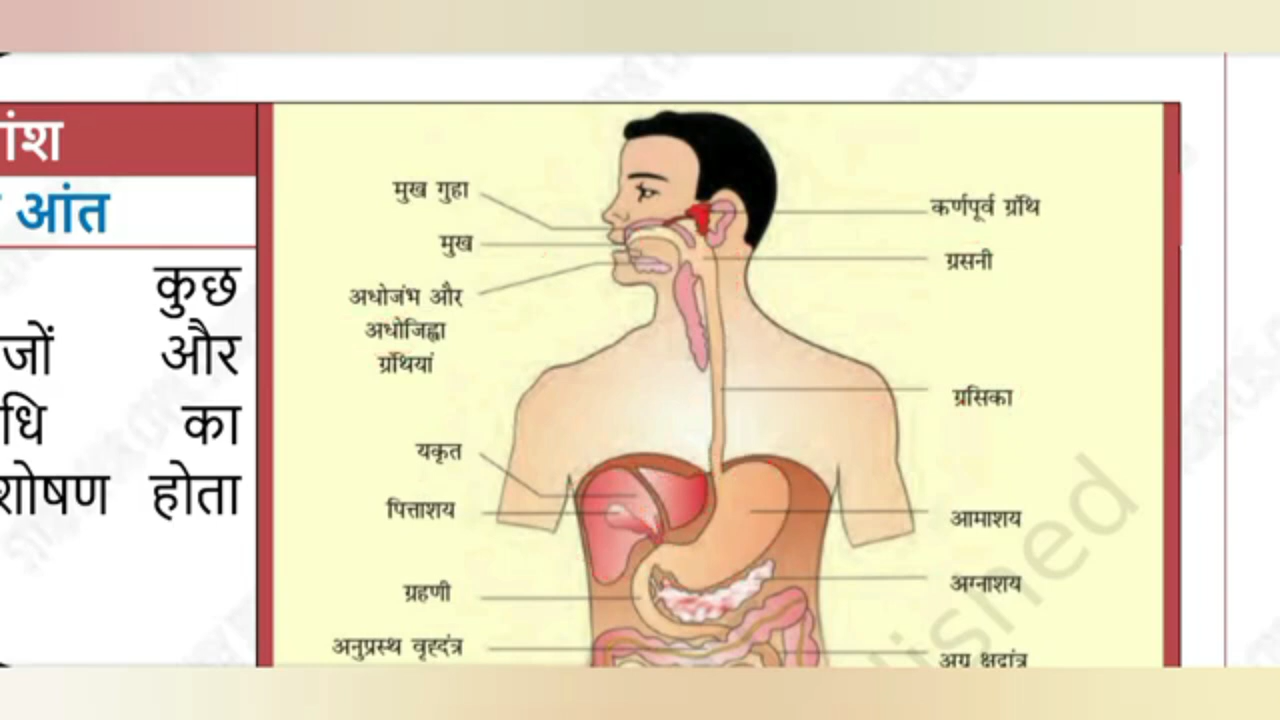 ांश
आंत
कुछ
जों और
धि का
शोषण होता
मुख गुहा
मुख
अधोजंभ और
अधोजिह्वा
ग्रंथियां
यकृत
पित्ताशय
ग्रहणी
अनुप्रस्थ वृहदंत्र
कर्णपूर्व ग्रंथि
ग्रसनी
ग्रसिका
आमाशय
अग्नाशय
अग्र क्षुद्रांत्र